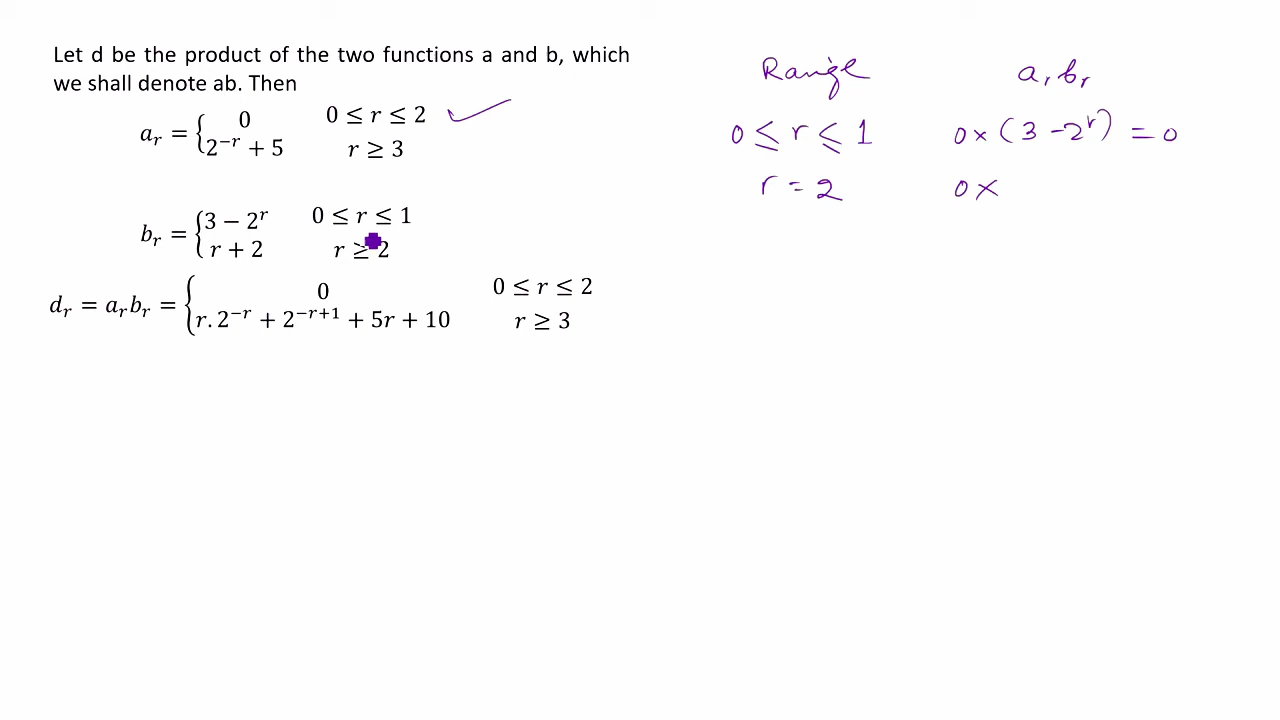 Let d be the product of the two functions a and b, which
we shall denote ab. Then
a_r = { 0    0 ≤ r ≤ 2
2^{-r} + 5    r ≥ 3
b_r = { 3 − 2^r    0 ≤ r ≤ 1
r + 2    r ≥ 2
d_r = a_r b_r = { 0    0 ≤ r ≤ 2
r. 2^{-r} + 2^{-r+1} + 5r + 10    r ≥ 3
Range    a_r b_r
0 ≤ r ≤ 1    0 × (3 − 2^r) = 0
r = 2    0 ×